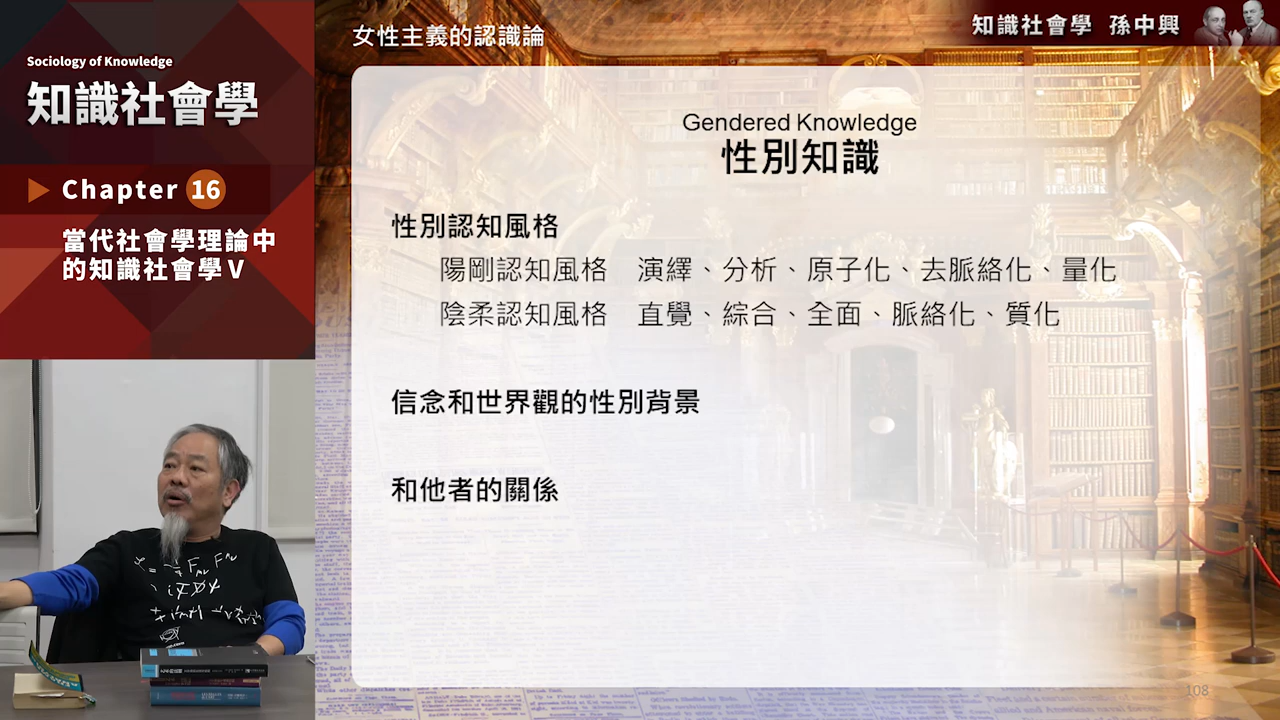 Sociology of Knowledge
知識社會學
Chapter 16
當代社會學理論中
的知識社會學 V
女性主義的認識論
知識社會學 孫中興
Gendered Knowledge
性別知識
性別認知風格
陽剛認知風格 演繹、分析、原子化、去脈絡化、量化
陰柔認知風格 直覺、綜合、全面、脈絡化、質化
信念和世界觀的性別背景
和他者的關係
108